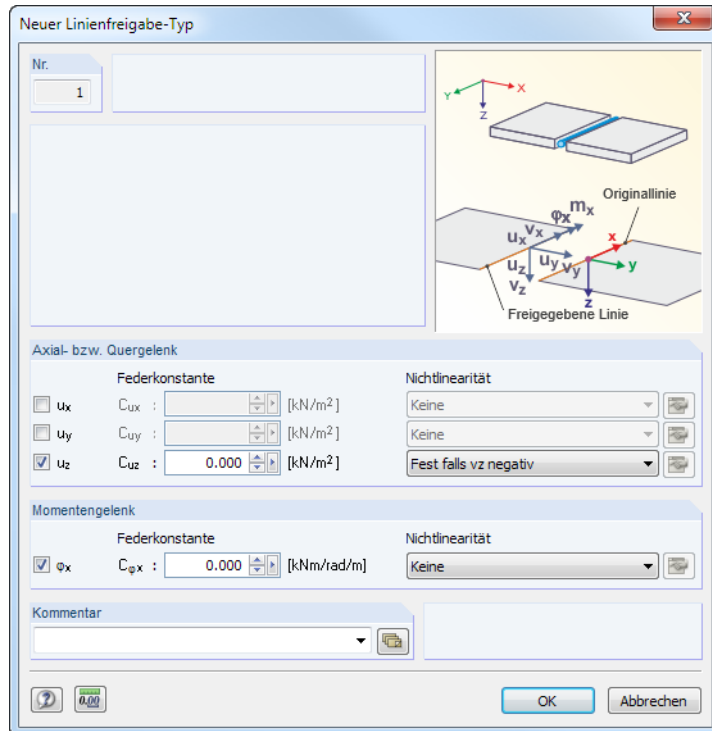 Neuer Linienfreigabe-Typ
Nr.
1
X
Y
Z
Originallinie
φx mx
ux vx
x
uz uy vy y
vz
z
Freigegebene Linie
Axial- bzw. Quergelenk
Federkonstante Nichtlinearität
ux Cux : [kN/m²] Keine
uy Cuy : [kN/m²] Keine
uz Cuz : 0.000 [kN/m²] Fest falls vz negativ
Momentengelenk
Federkonstante Nichtlinearität
φx Cφx : 0.000 [kNm/rad/m] Keine
Kommentar
0.00
OK Abbrechen